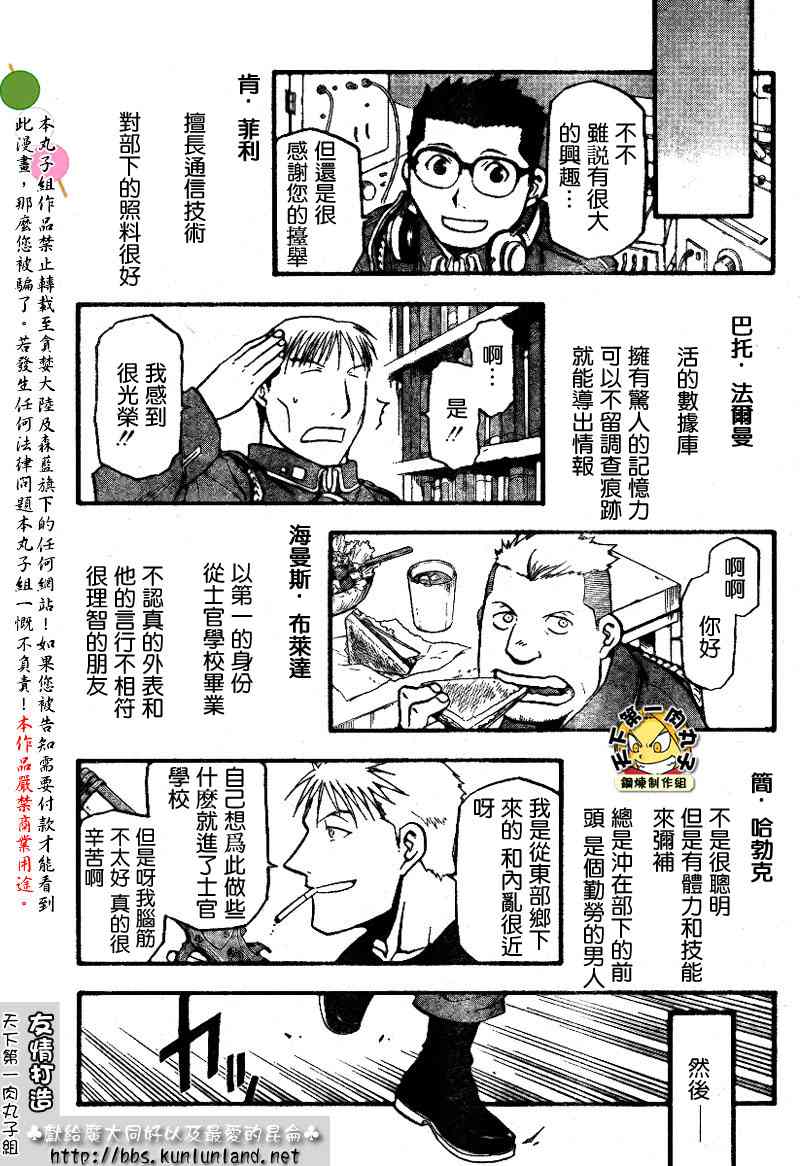 不不
雖說有很大
的興趣…
但還是很
感謝您的擡舉
肯．菲利
擅長通信技術
對部下的照料很好
巴托．法爾曼
活的數據庫
擁有驚人的記憶力
可以不留調查痕跡
就能導出情報
啊…
是!!
我感到
很光榮!!
啊啊
你好
海曼斯．布萊達
以第一的身份
從士官學校畢業
不認真的外表和
他的言行不相符
很理智的朋友
簡．哈勃克
不是很聰明
但是有體力和技能
來彌補
總是沖在部下的前
頭 是個勤勞的男人
我是從東部鄉下
來的 和內亂很近
呀
自己想爲此做些
什麼就進了士官
學校
但是呀我腦筋
不太好 真的很
辛苦啊
然後——
天下第一肉丸子
鋼煉制作組
本丸子組作品禁止轉載至貪婪大陸及森藍旗下的任何網站！如果您被告知需要付款才能看到
此漫畫，那麼您被騙了。若發生任何法律問題本丸子組一慨不負責！本作品嚴禁商業用途。
友情打造
天下第一肉丸子組
♣獻給廣大同好以及最愛的昆侖♣
http://bbs.kunlunland.net